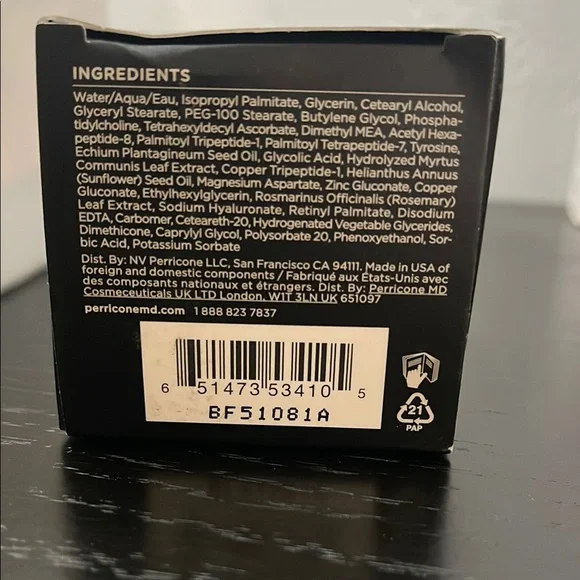 INGREDIENTS
Water/Aqua/Eau, Isopropyl Palmitate, Glycerin, Cetearyl Alcohol,
Glyceryl Stearate, PEG-100 Stearate, Butylene Glycol, Phospha-
tidylcholine, Tetrahexyldecyl Ascorbate, Dimethyl MEA, Acetyl Hexa-
peptide-8, Palmitoyl Tripeptide-1, Palmitoyl Tetrapeptide-7, Tyrosine,
Echium Plantagineum Seed Oil, Glycolic Acid, Hydrolyzed Myrtus
Communis Leaf Extract, Copper Tripeptide-1, Helianthus Annuus
(Sunflower) Seed Oil, Magnesium Aspartate, Zinc Gluconate, Copper
Gluconate, Ethylhexylglycerin, Rosmarinus Officinalis (Rosemary)
Leaf Extract, Sodium Hyaluronate, Retinyl Palmitate, Disodium
EDTA, Carbomer, Ceteareth-20, Hydrogenated Vegetable Glycerides,
Dimethicone, Caprylyl Glycol, Polysorbate 20, Phenoxyethanol, Sor-
bic Acid, Potassium Sorbate
Dist. By: NV Perricone LLC, San Francisco CA 94111. Made in USA of
foreign and domestic components / Fabriqué aux États-Unis avec
des composants nationaux et étrangers. Dist. By: Perricone MD
Cosmeceuticals UK LTD London, W1T 3LN UK 651097
perriconemd.com 1 888 823 7837
6 51473 53410 5
BF51081A
21
PAP